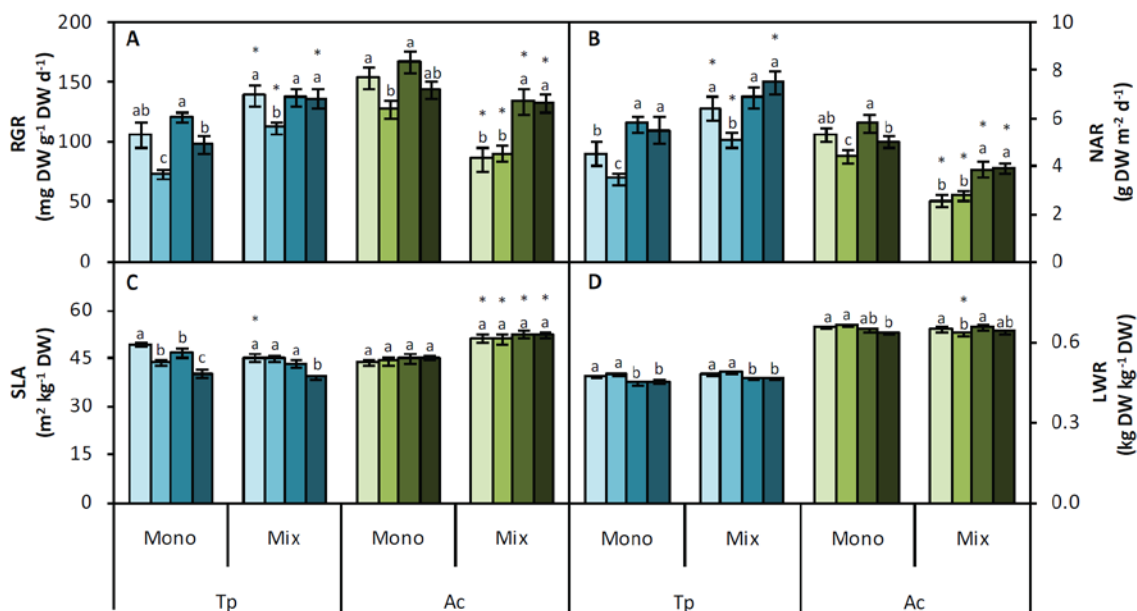 RGR
(mg DW g⁻¹ DW d⁻¹)
200
150
100
50
0
A
* * * * * * *
ab c a b a b a a a b a ab b b a a
B
* * * * * * *
b c a a a b a a ab c a b b b a a
10
8
6
4
2
0
NAR
(g DW m⁻² d⁻¹)
SLA
(m² kg⁻¹ DW)
60
45
30
15
0
C
* * * * *
a b b c a a a b a a a a a a a a
D
*
a a b b a a b b a a ab b a b a ab
0.6
0.3
0.0
LWR
(kg DW kg⁻¹ DW)
Mono Mix Mono Mix Mono Mix Mono Mix
Tp Ac Tp Ac